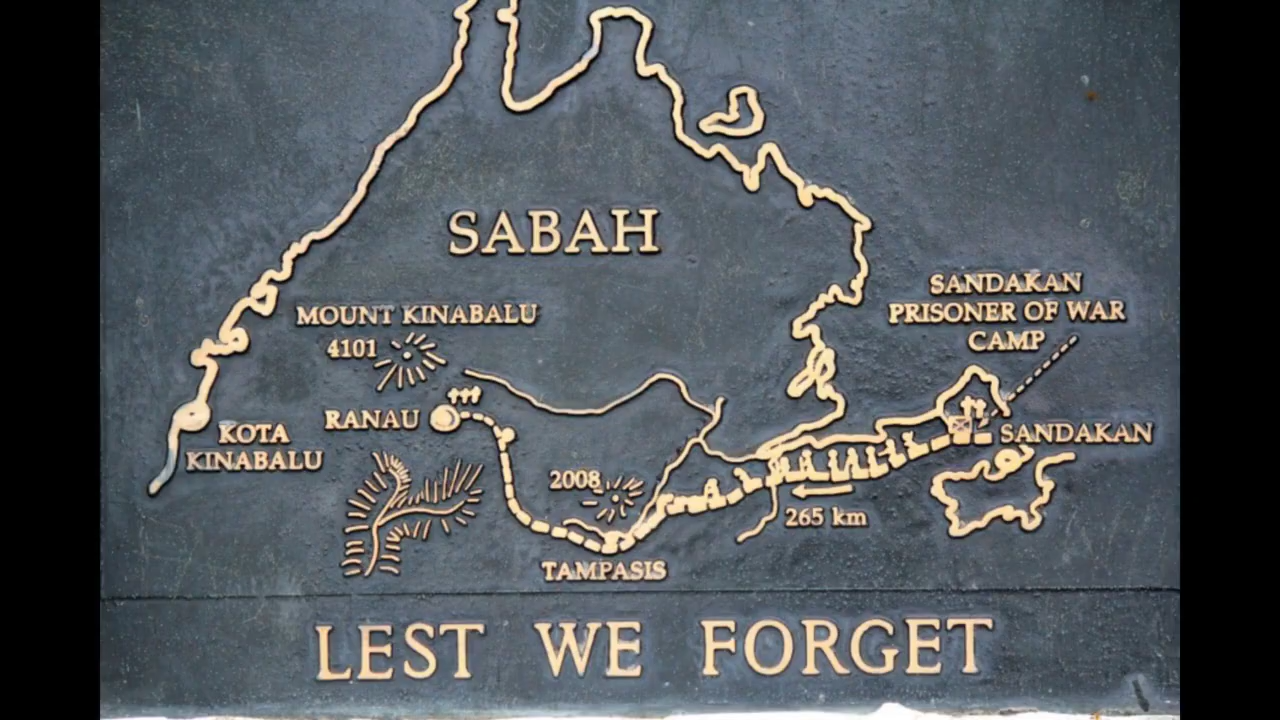 SABAH
SANDAKAN
PRISONER OF WAR
CAMP
MOUNT KINABALU
4101
RANAU
KOTA
KINABALU
SANDAKAN
2008
265 km
TAMPASIS
LEST WE FORGET